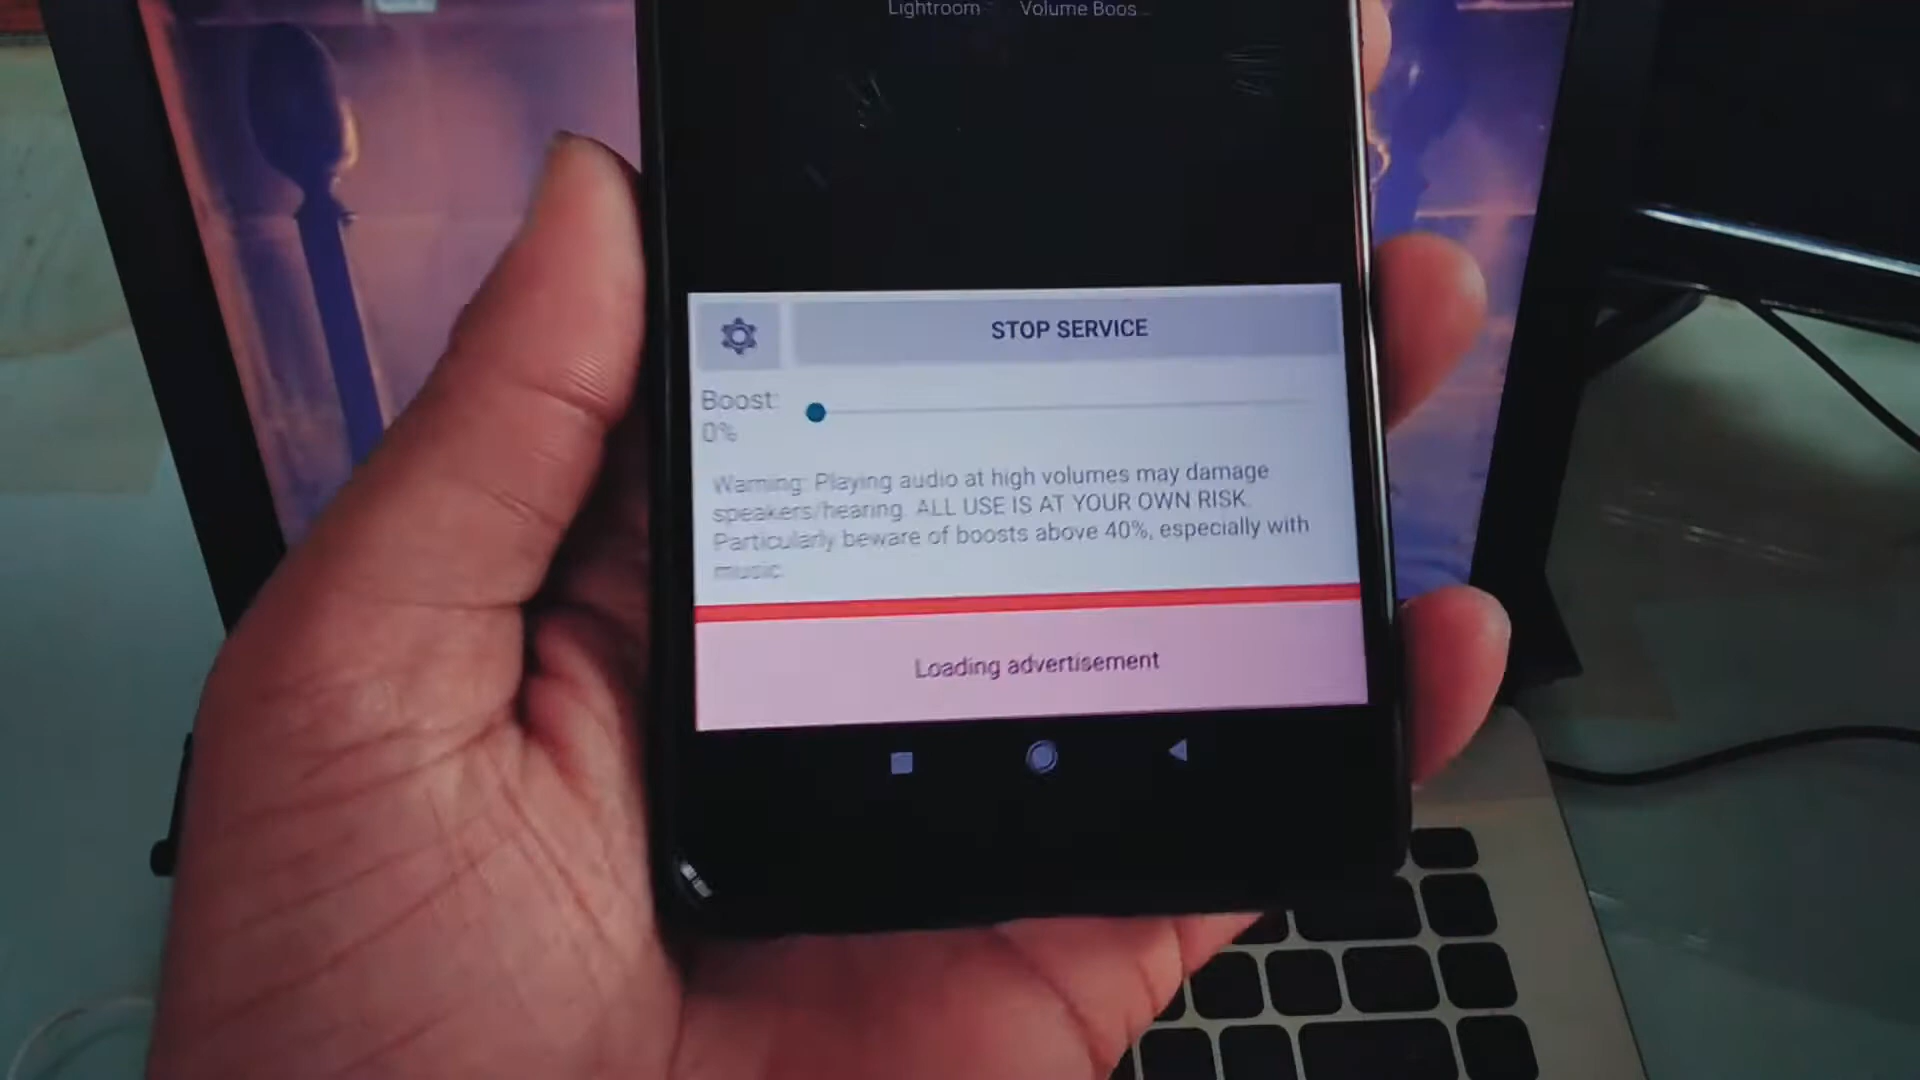 Lightroom Volume Boos...
STOP SERVICE
Boost:
0%
Warning: Playing audio at high volumes may damage
speakers/hearing. ALL USE IS AT YOUR OWN RISK.
Particularly beware of boosts above 40%, especially with
music.
Loading advertisement